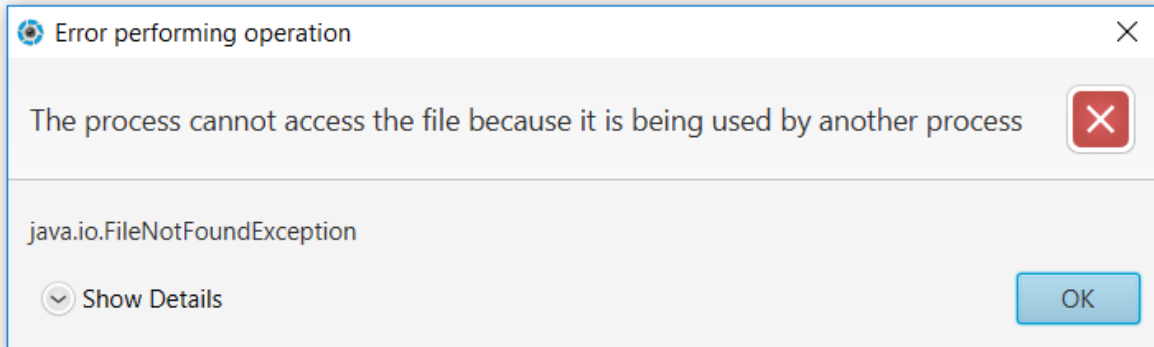 Error performing operation
The process cannot access the file because it is being used by another process
java.io.FileNotFoundException
Show Details
OK